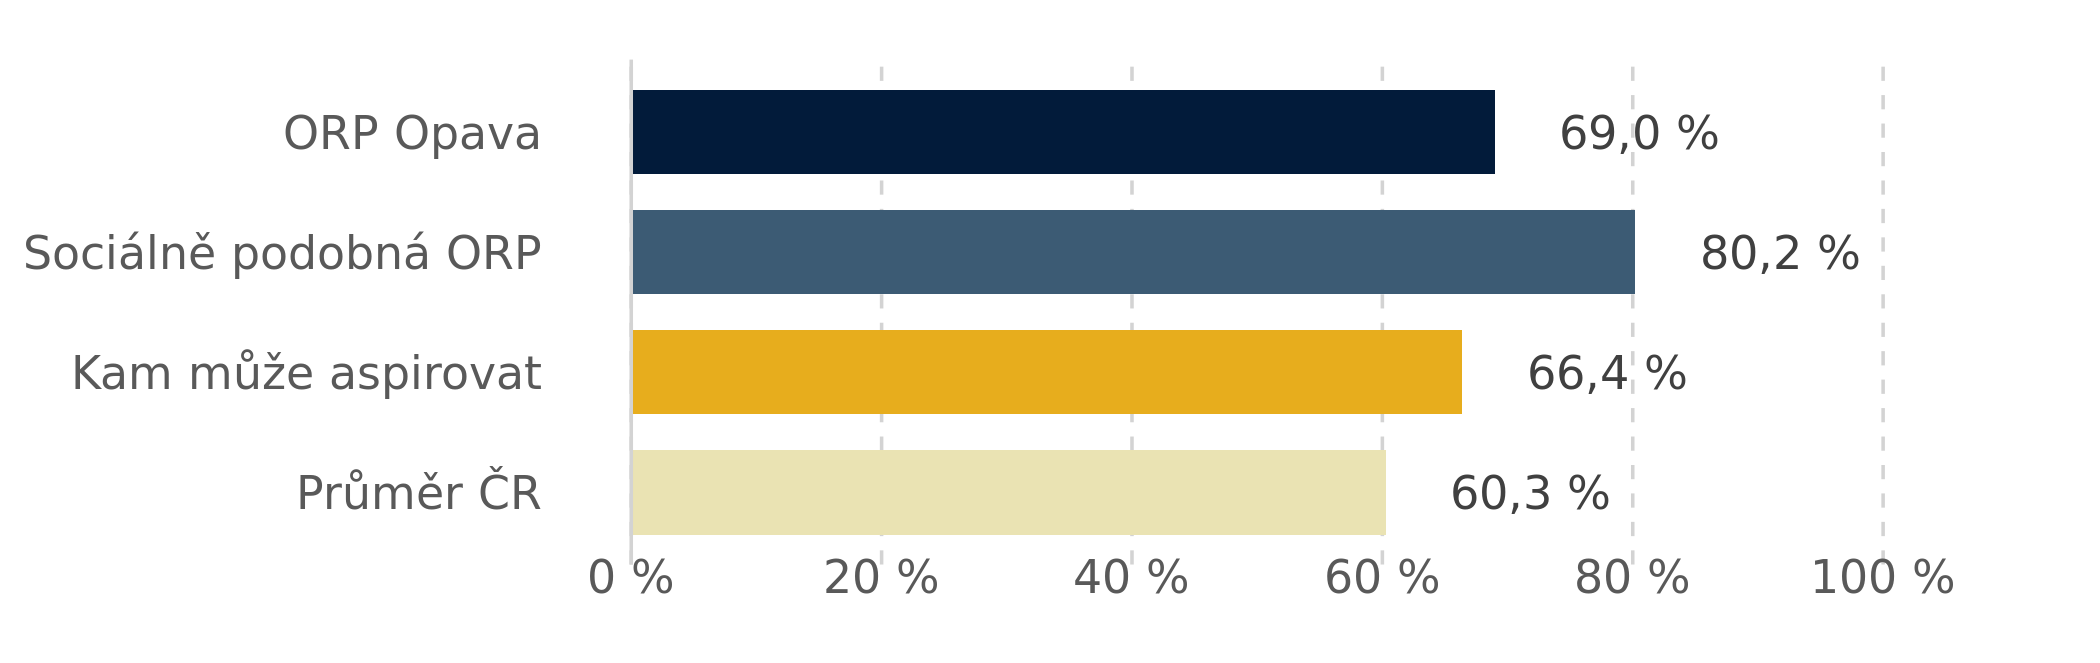 ORP Opava 69,0 %
Sociálně podobná ORP 80,2 %
Kam může aspirovat 66,4 %
Průměr ČR 60,3 %
0 % 20 % 40 % 60 % 80 % 100 %